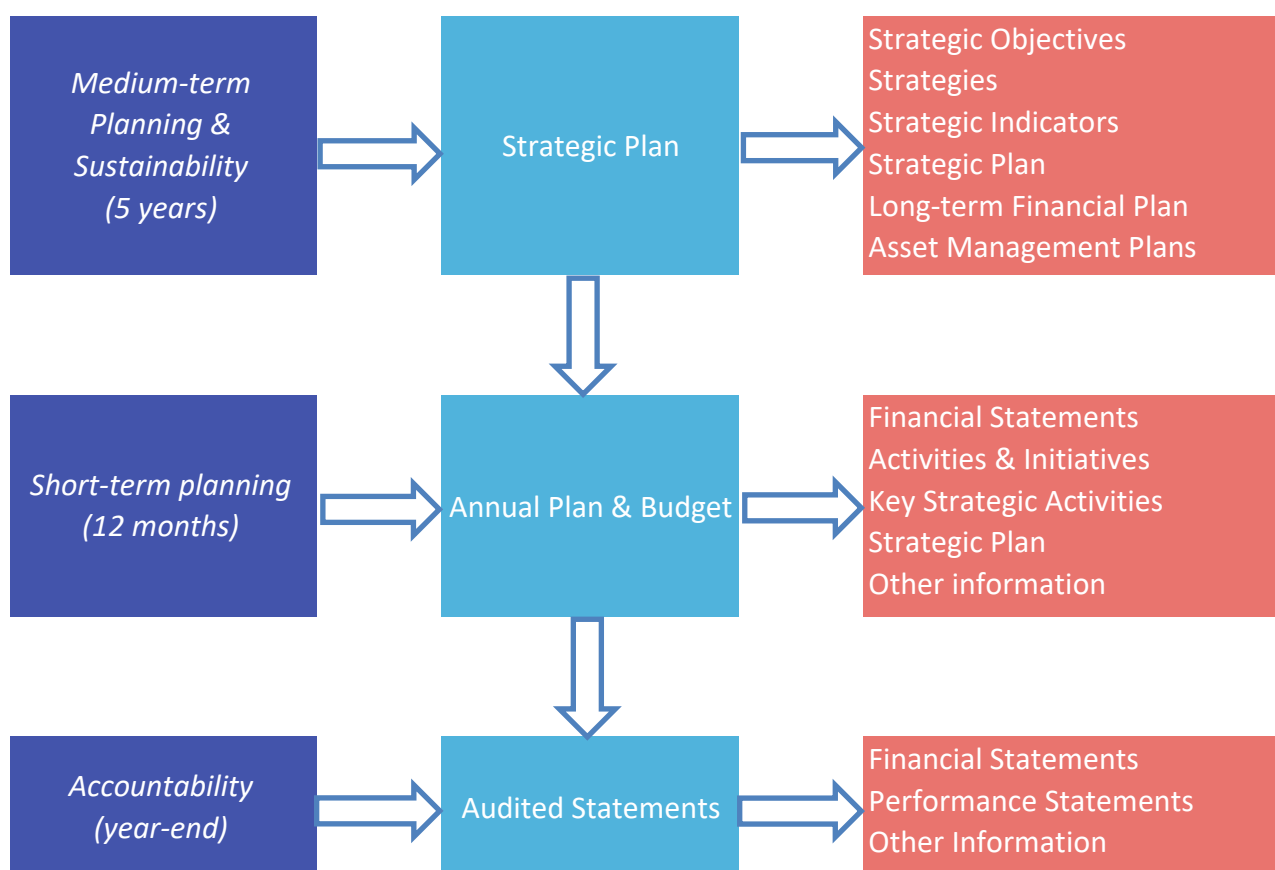 Medium-term
Planning &
Sustainability
(5 years)
Strategic Plan
Strategic Objectives
Strategies
Strategic Indicators
Strategic Plan
Long-term Financial Plan
Asset Management Plans
Short-term planning
(12 months)
Annual Plan & Budget
Financial Statements
Activities & Initiatives
Key Strategic Activities
Strategic Plan
Other information
Accountability
(year-end)
Audited Statements
Financial Statements
Performance Statements
Other Information